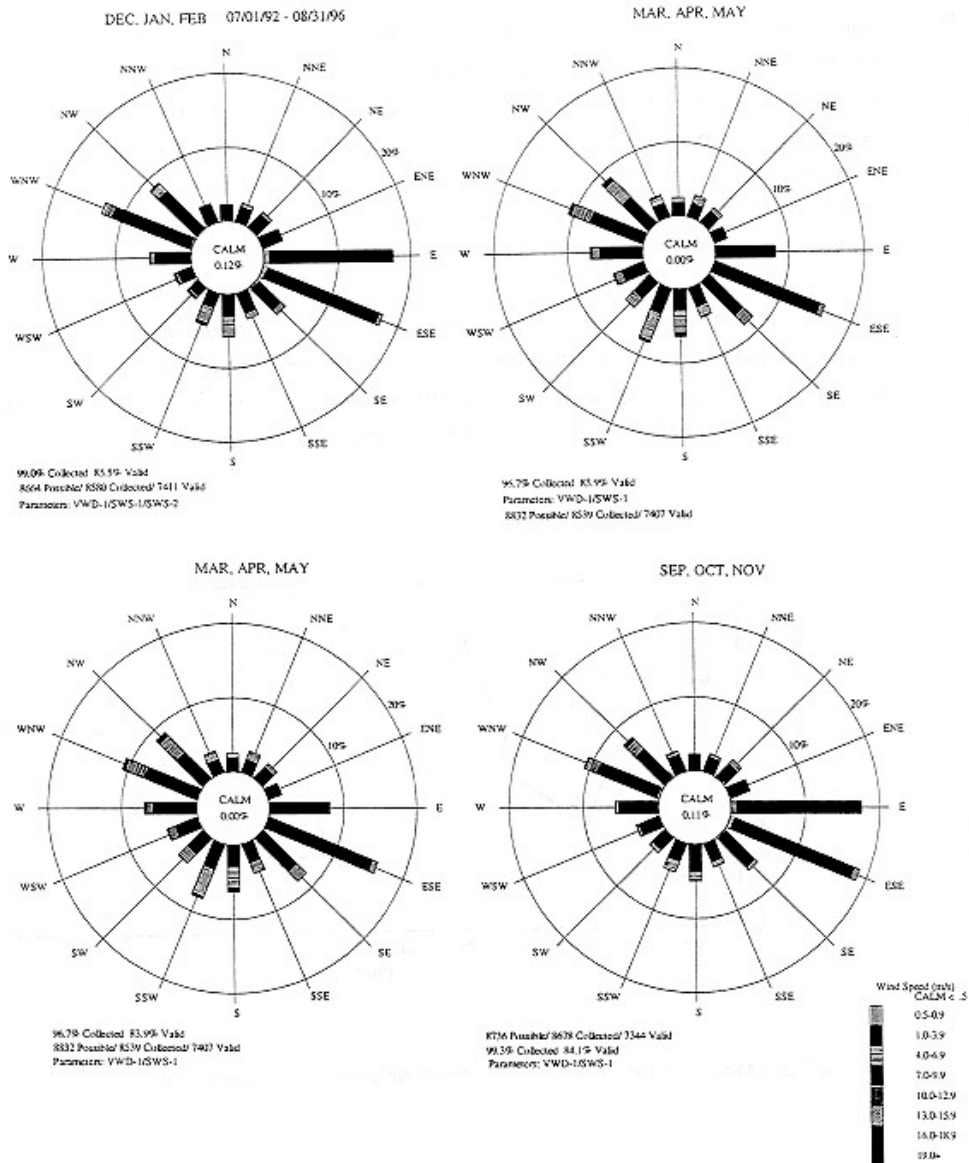 DEC, JAN, FEB 07/01/92 - 08/31/96
N
NNE
NE
20%
ENE
10%
E
ESE
SE
SSE
S
SSW
SW
WSW
W
WNW
NW
NNW
CALM
0.12%
99.0% Collected 85.5% Valid
8664 Possible/ 8580 Collected/ 7411 Valid
Parameters: VWD-1/SWS-1/SWS-2
MAR, APR, MAY
N
NNE
NE
20%
ENE
10%
E
ESE
SE
SSE
S
SSW
SW
WSW
W
WNW
NW
NNW
CALM
0.00%
96.7% Collected 83.9% Valid
Parameters: VWD-1/SWS-1
8832 Possible/ 8539 Collected/ 7407 Valid
MAR, APR, MAY
N
NNE
NE
20%
ENE
10%
E
ESE
SE
SSE
S
SSW
SW
WSW
W
WNW
NW
NNW
CALM
0.00%
96.7% Collected 83.9% Valid
8832 Possible/ 8539 Collected/ 7407 Valid
Parameters: VWD-1/SWS-1
SEP, OCT, NOV
N
NNE
NE
20%
ENE
10%
E
ESE
SE
SSE
S
SSW
SW
WSW
W
WNW
NW
NNW
CALM
0.11%
8736 Possible/ 8678 Collected/ 7344 Valid
99.3% Collected 84.1% Valid
Parameters: VWD-1/SWS-1
Wind Speed (m/s)
CALM < .5
0.5-0.9
1.0-3.9
4.0-6.9
7.0-9.9
10.0-12.9
13.0-15.9
16.0-18.9
19.0+